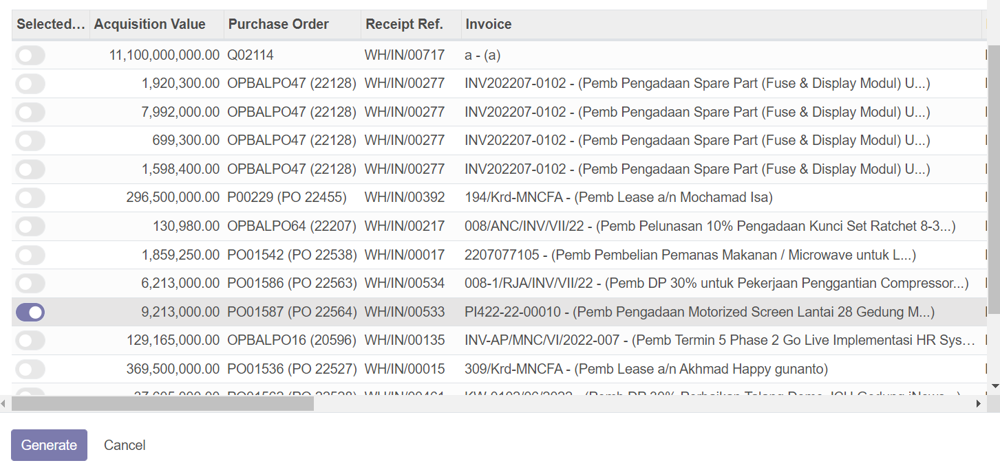 Selected... Acquisition Value Purchase Order Receipt Ref. Invoice
11,100,000,000.00 Q02114 WH/IN/00717 a - (a)
1,920,300.00 OPBALPO47 (22128) WH/IN/00277 INV202207-0102 - (Pemb Pengadaan Spare Part (Fuse & Display Modul) U...)
7,992,000.00 OPBALPO47 (22128) WH/IN/00277 INV202207-0102 - (Pemb Pengadaan Spare Part (Fuse & Display Modul) U...)
699,300.00 OPBALPO47 (22128) WH/IN/00277 INV202207-0102 - (Pemb Pengadaan Spare Part (Fuse & Display Modul) U...)
1,598,400.00 OPBALPO47 (22128) WH/IN/00277 INV202207-0102 - (Pemb Pengadaan Spare Part (Fuse & Display Modul) U...)
296,500,000.00 P00229 (PO 22455) WH/IN/00392 194/Krd-MNCFA - (Pemb Lease a/n Mochamad Isa)
130,980.00 OPBALPO64 (22207) WH/IN/00217 008/ANC/INV/VII/22 - (Pemb Pelunasan 10% Pengadaan Kunci Set Ratchet 8-3...)
1,859,250.00 PO01542 (PO 22538) WH/IN/00017 2207077105 - (Pemb Pembelian Pemanas Makanan / Microwave untuk L...)
6,213,000.00 PO01586 (PO 22563) WH/IN/00534 008-1/RJA/INV/VII/22 - (Pemb DP 30% untuk Pekerjaan Penggantian Compressor...)
9,213,000.00 PO01587 (PO 22564) WH/IN/00533 PI422-22-00010 - (Pemb Pengadaan Motorized Screen Lantai 28 Gedung M...)
129,165,000.00 OPBALPO16 (20596) WH/IN/00135 INV-AP/MNC/VI/2022-007 - (Pemb Termin 5 Phase 2 Go Live Implementasi HR Sys...
369,500,000.00 PO01536 (PO 22527) WH/IN/00015 309/Krd-MNCFA - (Pemb Lease a/n Akhmad Happy gunanto)
Generate Cancel